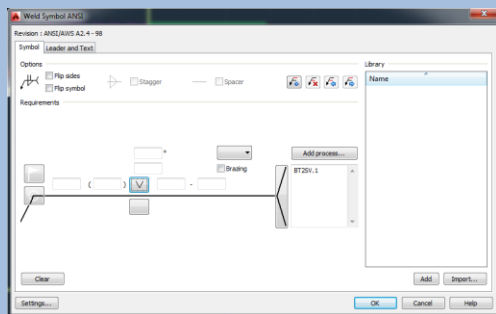 Weld Symbol ANSI
Revision : ANSI/AWS A2.4 - 98
Symbol Leader and Text
Options
Flip sides
Flip symbol
Stagger
Spacer
Requirements
°
Brazing
( )
-
Add process...
BT2SV.1
Clear
Library
Name
Add Import...
Settings... OK Cancel Help